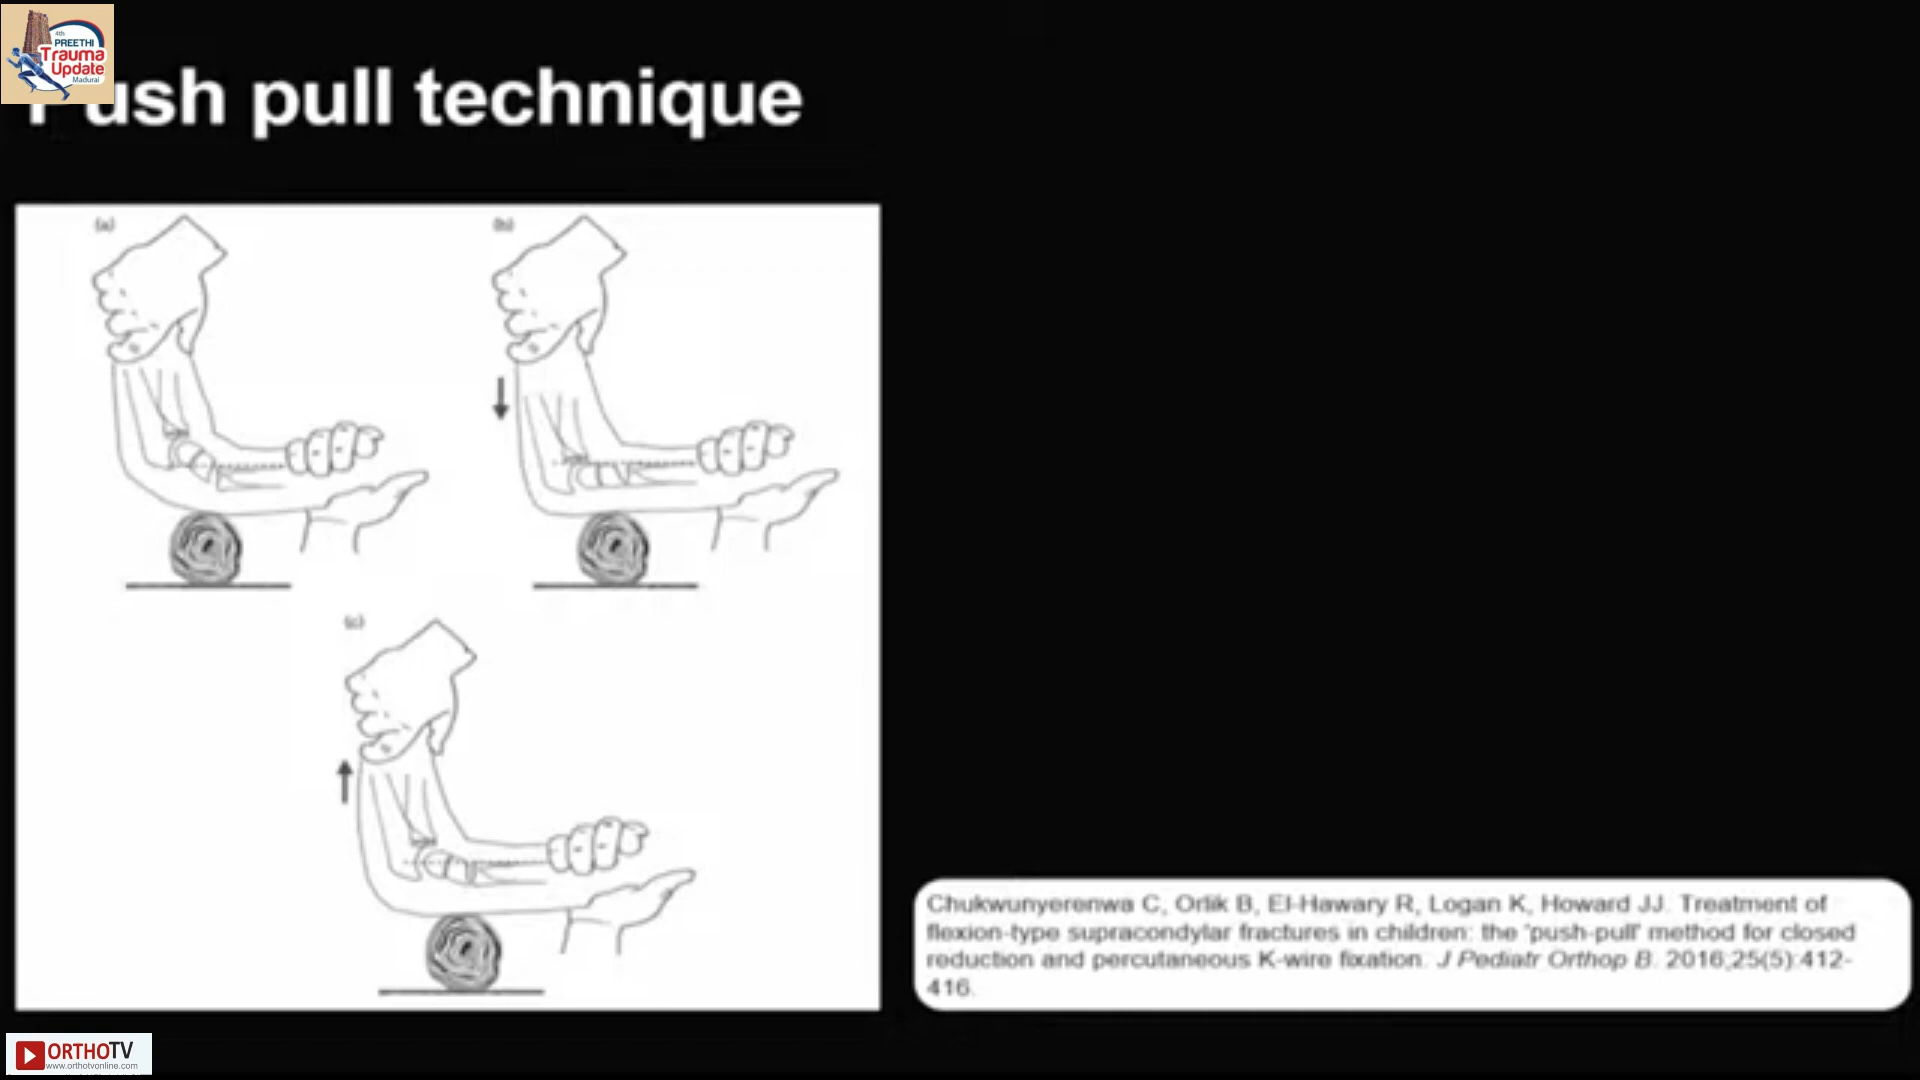 4th
PREETHI
Trauma
Update
Madurai
Push pull technique
(a)
(b)
(c)
Chukwunyerenwa C, Orlik B, El-Hawary R, Logan K, Howard JJ. Treatment of
flexion-type supracondylar fractures in children: the 'push-pull' method for closed
reduction and percutaneous K-wire fixation. J Pediatr Orthop B. 2016;25(5):412-
416.
ORTHOTV
www.orthotvonline.com